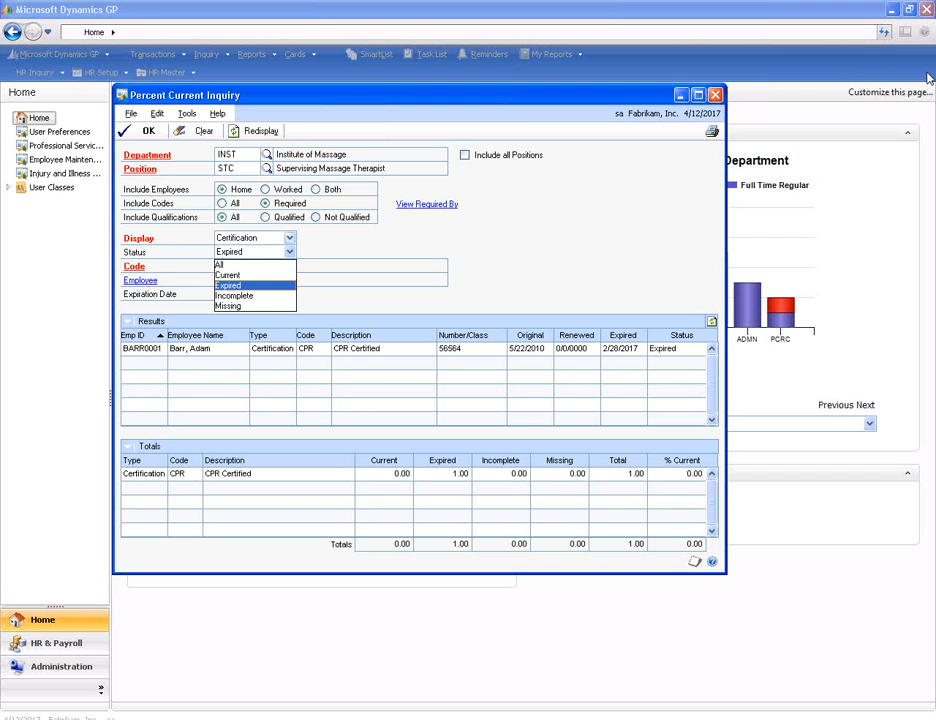 Microsoft Dynamics GP
Home
Microsoft Dynamics GP Transactions Inquiry Reports Cards SmartList Task List Reminders My Reports
HR Inquiry HR Setup HR Master
Home
Customize this page...
Home
User Preferences
Professional Servic...
Employee Mainten...
Injury and Illness ...
User Classes
Percent Current Inquiry
File Edit Tools Help
sa Fabrikam, Inc. 4/12/2017
OK Clear Redisplay
Department INST Institute of Massage Include all Positions
Position STC Supervising Massage Therapist
Include Employees Home Worked Both
Include Codes All Required View Required By
Include Qualifications All Qualified Not Qualified
Display Certification
Status Expired
All
Code
Current
Employee
Expired
Expiration Date
Incomplete
Missing
Results
Emp ID Employee Name Type Code Description Number/Class Original Renewed Expired Status
BARR0001 Barr, Adam Certification CPR CPR Certified 56564 5/22/2010 0/0/0000 2/28/2017 Expired
Totals
Type Code Description Current Expired Incomplete Missing Total % Current
Certification CPR CPR Certified 0.00 1.00 0.00 0.00 1.00 0.00
Totals 0.00 1.00 0.00 0.00 1.00 0.00
Department
Full Time Regular
ADMN PCRC
Previous Next
Home
HR & Payroll
Administration
4/12/2017 Fabrikam, Inc. sa